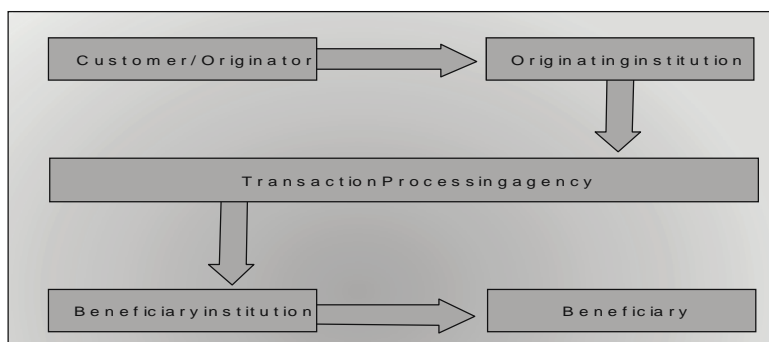 Customer/Originator
Originatinginstitution
TransactionProcessingagency
Beneficiaryinstitution
Beneficiary